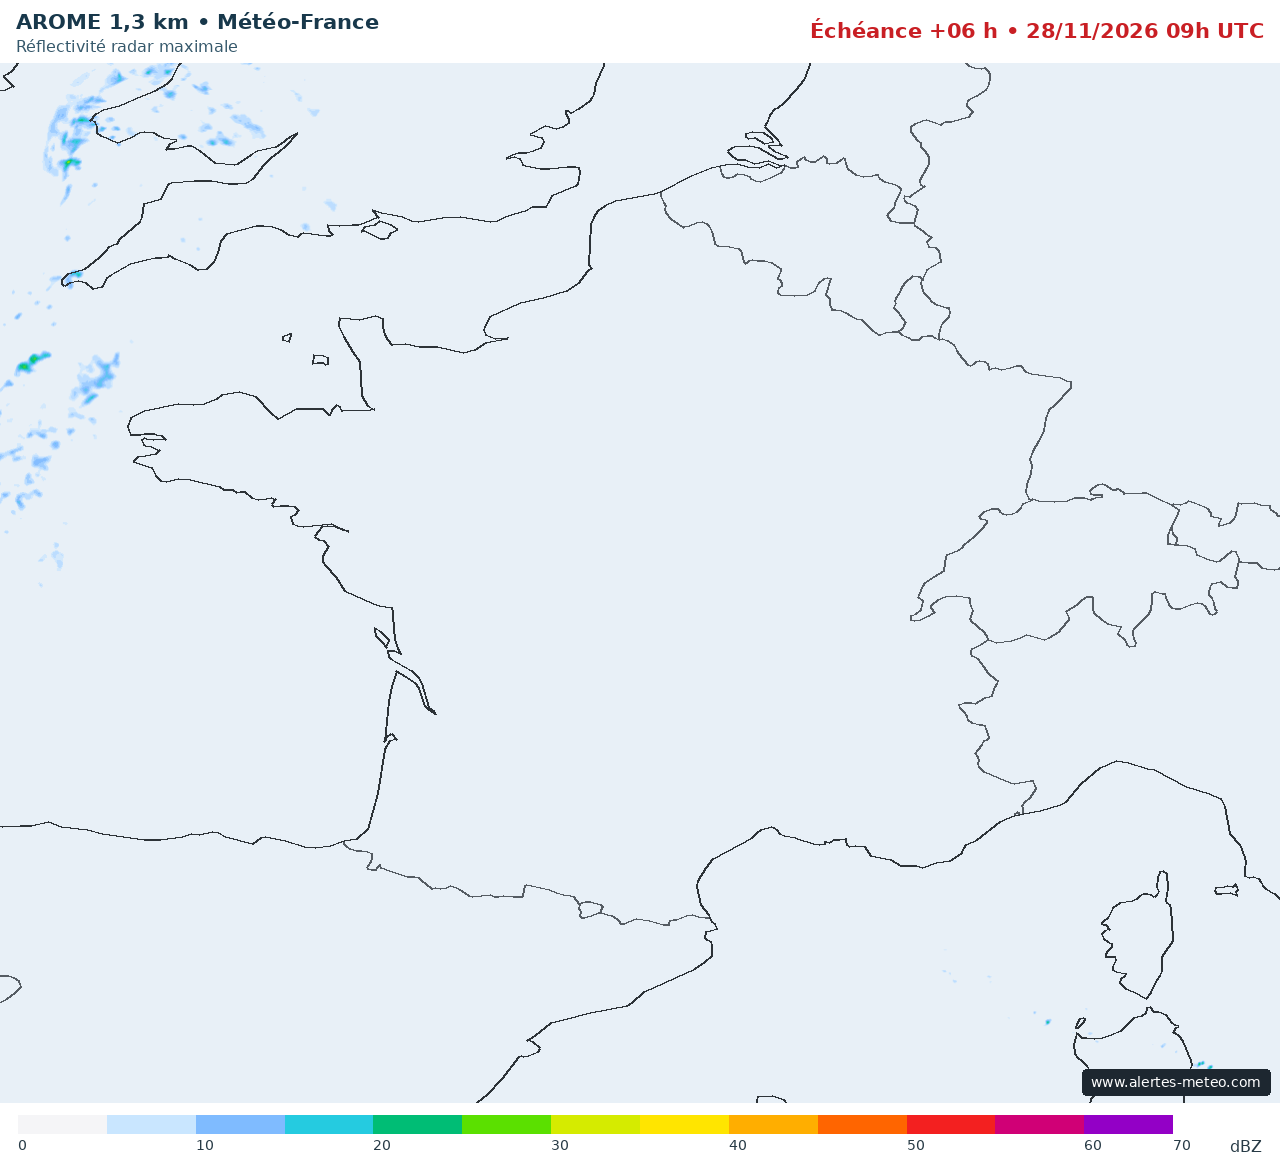 AROME 1,3 km • Météo-France
Réflectivité radar maximale
Échéance +06 h • 28/11/2026 09h UTC
www.alertes-meteo.com
0 10 20 30 40 50 60 70 dBZ